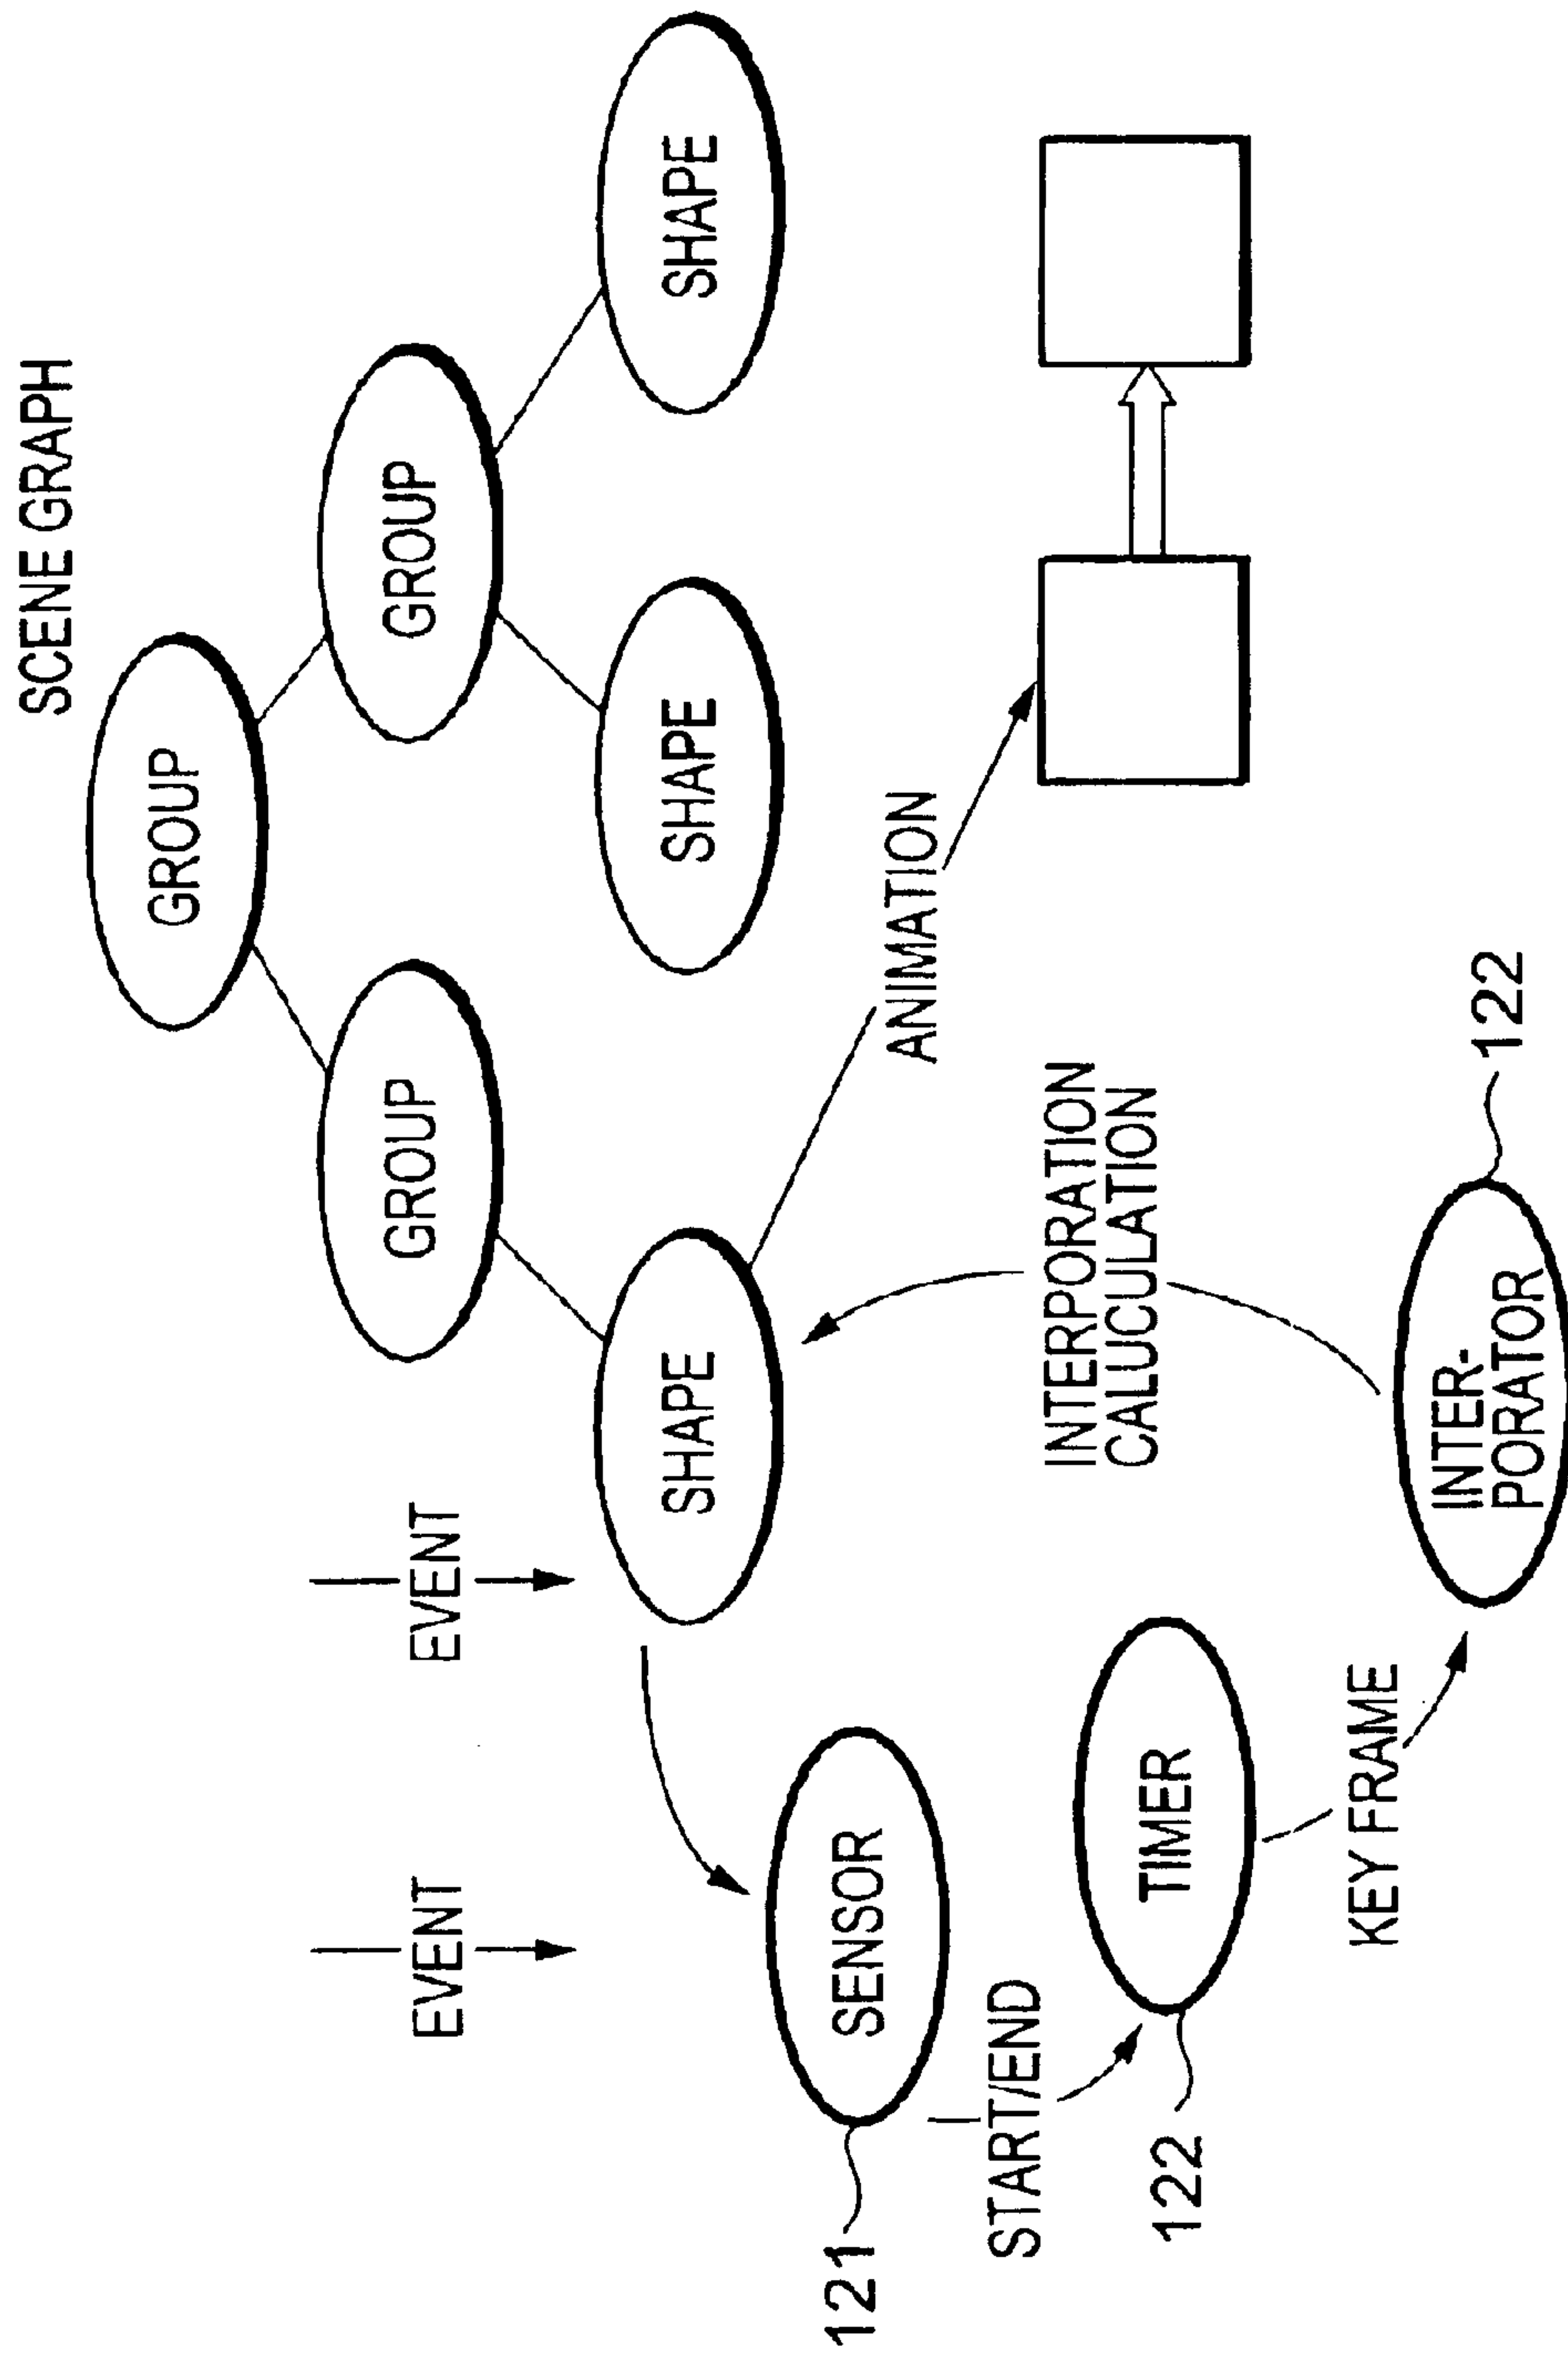 SCENE GRAPH
GROUP
GROUP
GROUP
EVENT
EVENT
SHAPE
SHAPE
SHAPE
SENSOR
121
ANIMATION
START/END
INTERPORATION
CALUCULATION
TIMER
122
KEY FRAME
INTER-
PORATOR
122